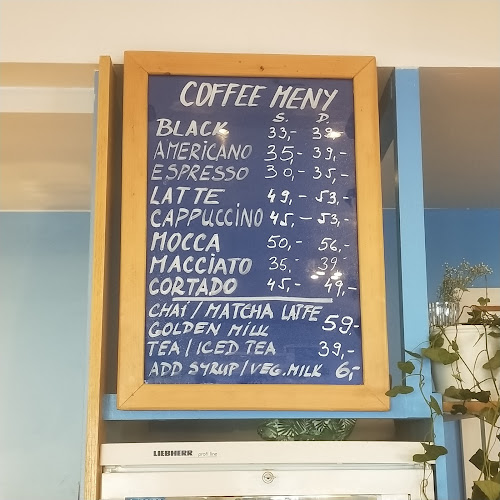 COFFEE MENY
S. D.
BLACK 33,- 39,-
AMERICANO 35,- 39,-
ESPRESSO 30,- 35,-
LATTE 49,- 53,-
CAPPUCCINO 45,- 53,-
MOCCA 50,- 56,-
MACCIATO 35,- 39,-
CORTADO 45,- 49,-
CHAI / MATCHA LATTE
GOLDEN MILK 59,-
TEA / ICED TEA 39,-
ADD SYRUP / VEG. MILK 6,-
LIEBHERR profi line